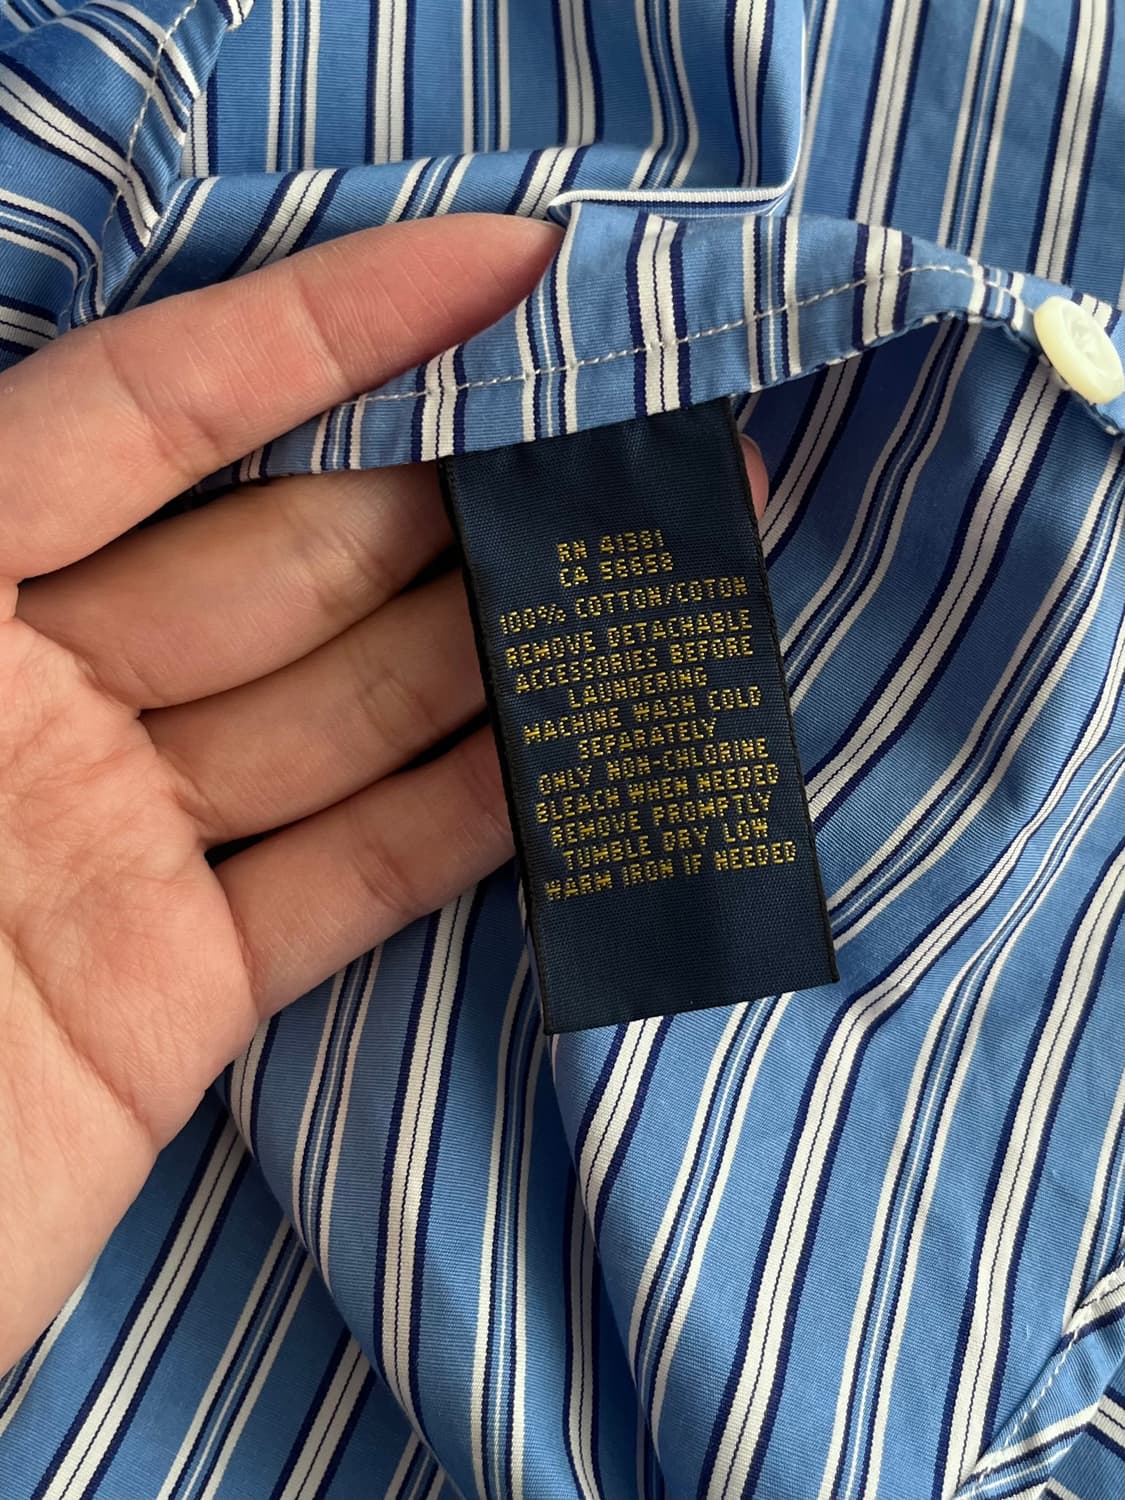 RN 41381
CA 56656
100% COTTON/COTON
REMOVE DETACHABLE
ACCESSORIES BEFORE
LAUNDERING
MACHINE WASH COLD
SEPARATELY
ONLY NON-CHLORINE
BLEACH WHEN NEEDED
REMOVE PROMPTLY
TUMBLE DRY LOW
WARM IRON IF NEEDED